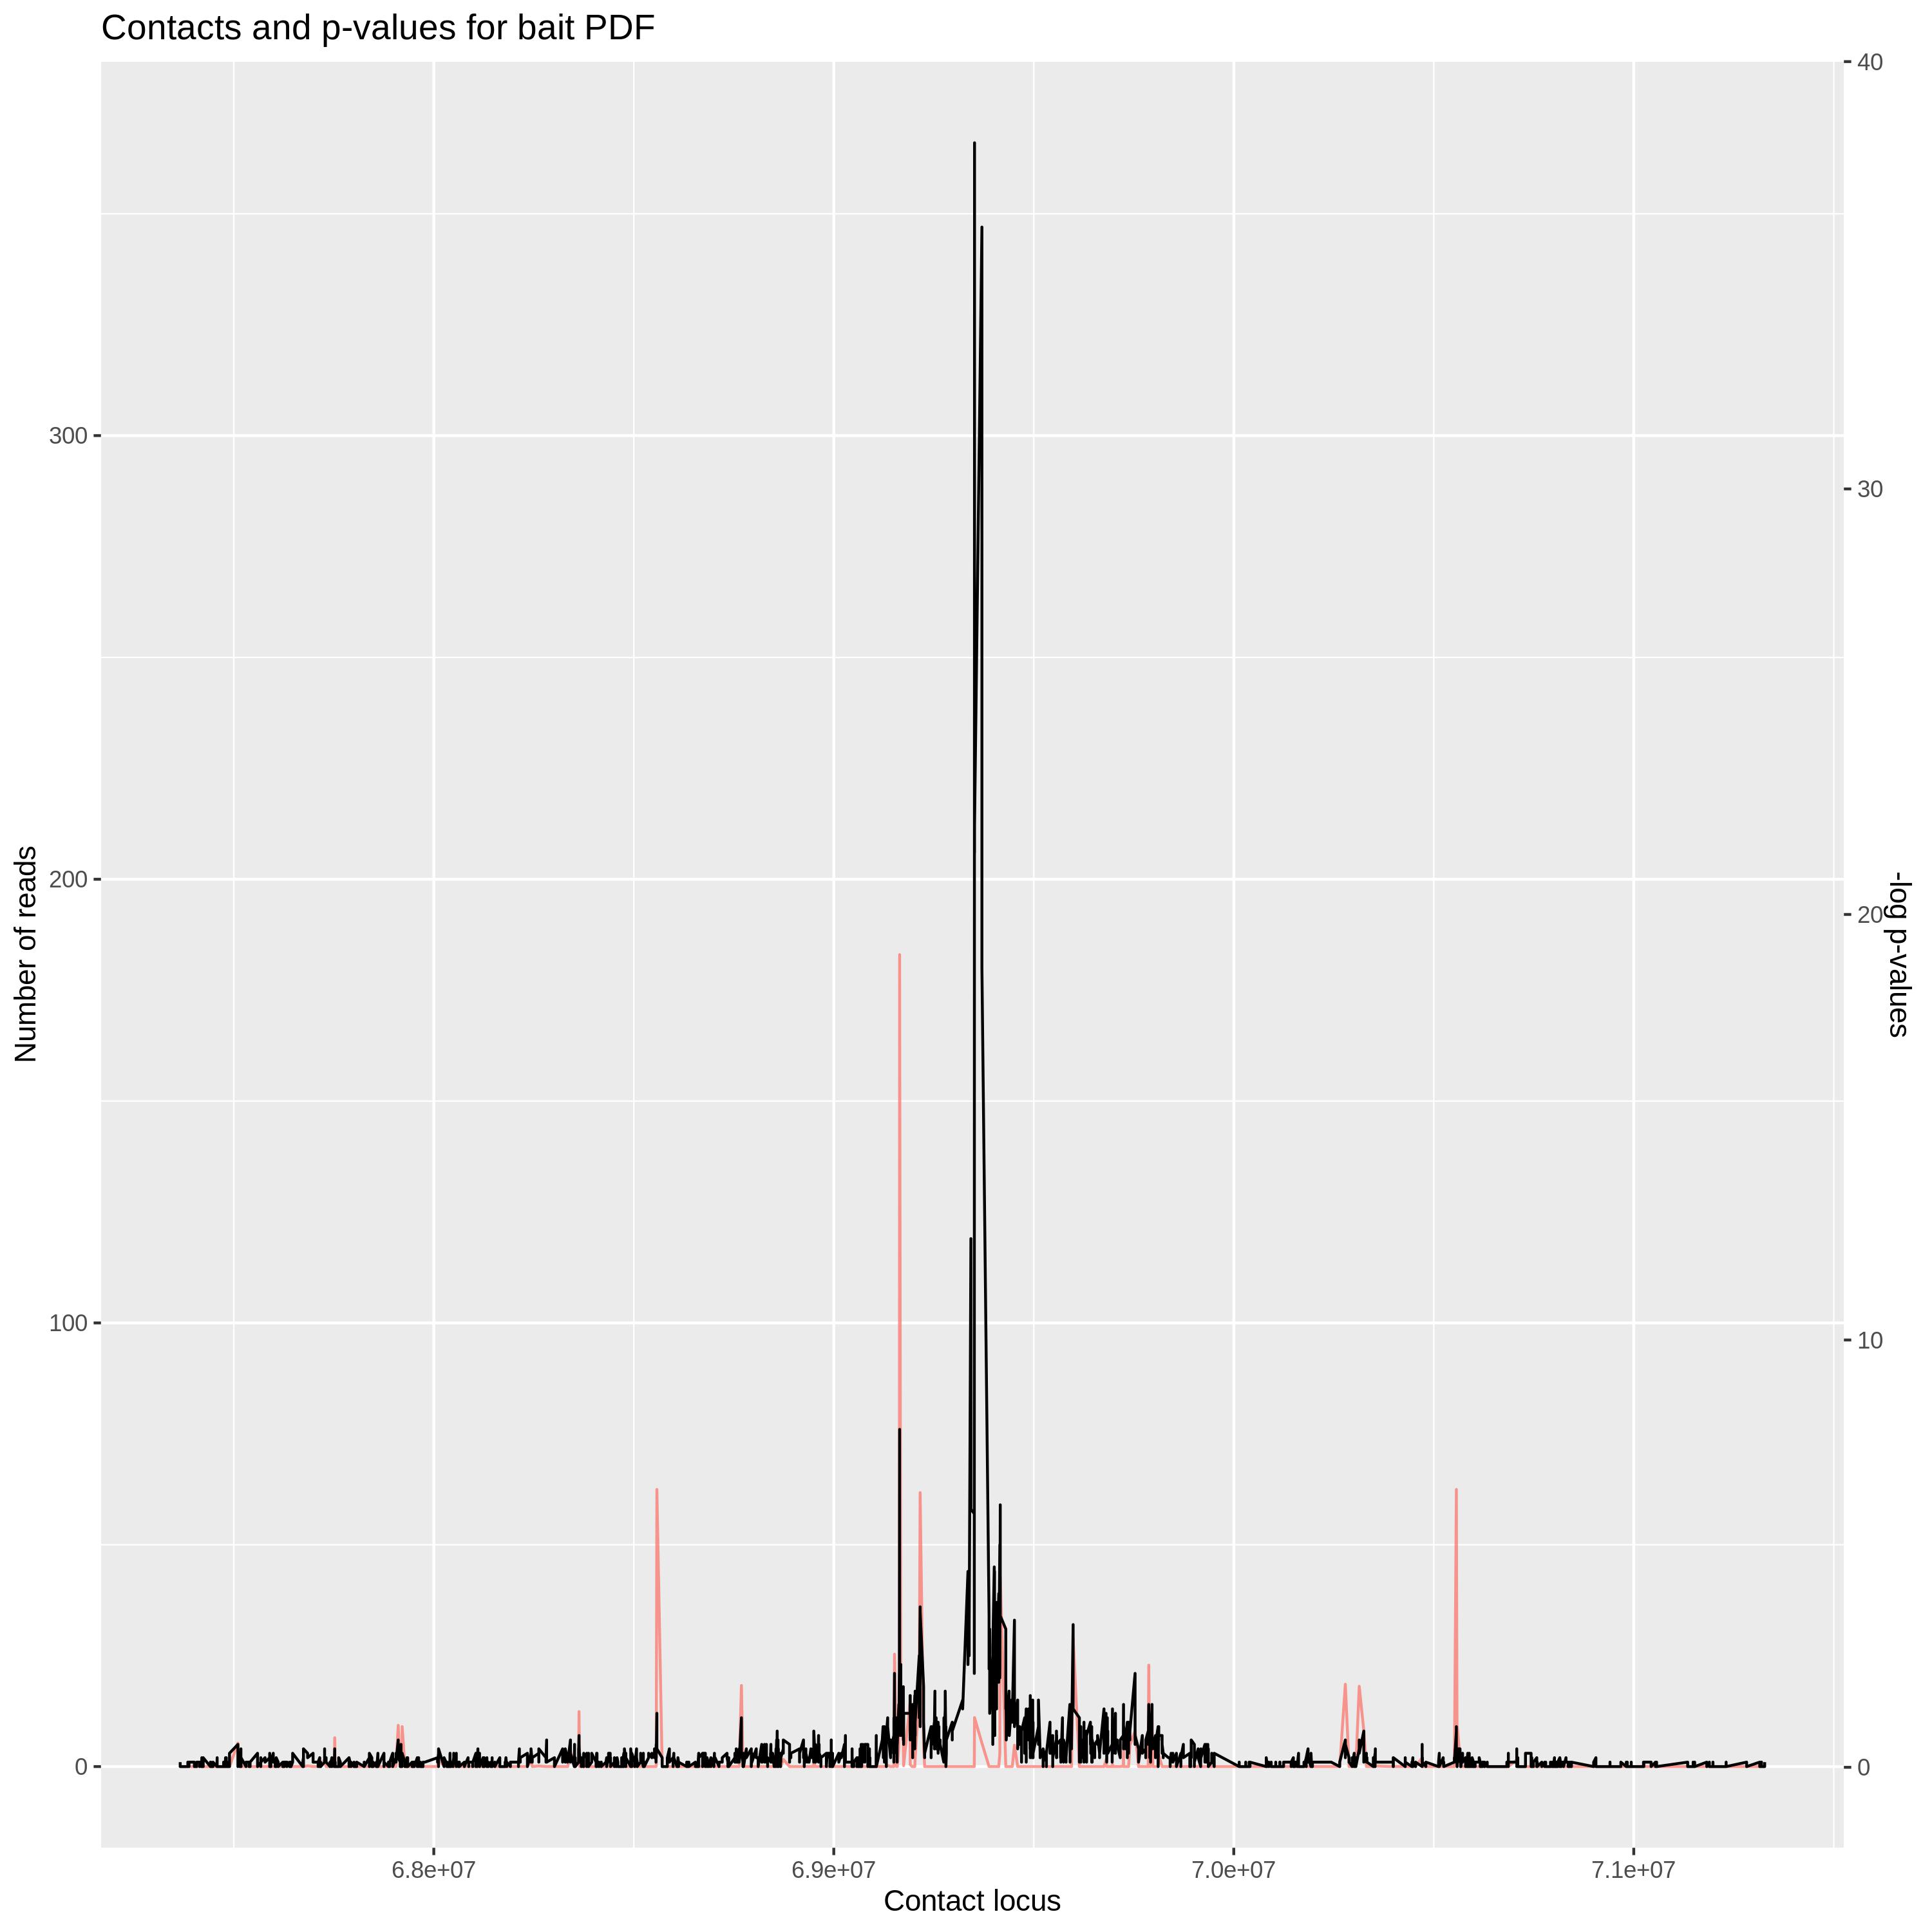 Contacts and p-values for bait PDF
Number of reads
300
200
100
0
40
30
20
10
0
-log p-values
6.8e+07
6.9e+07
7.0e+07
7.1e+07
Contact locus